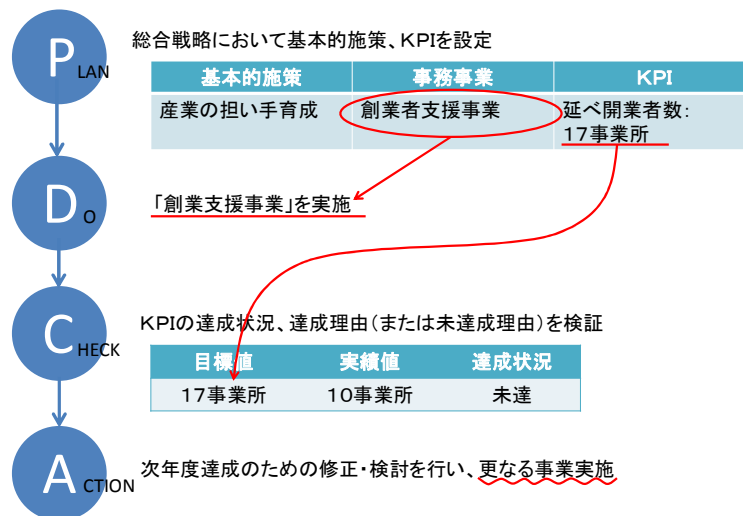 PLAN
総合戦略において基本的施策、KPIを設定
基本的施策 事務事業 KPI
産業の担い手育成 創業者支援事業 延べ開業者数:
17事業所
DO
「創業支援事業」を実施
CHECK
KPIの達成状況、達成理由(または未達成理由)を検証
目標値 実績値 達成状況
17事業所 10事業所 未達
ACTION
次年度達成のための修正・検討を行い、更なる事業実施